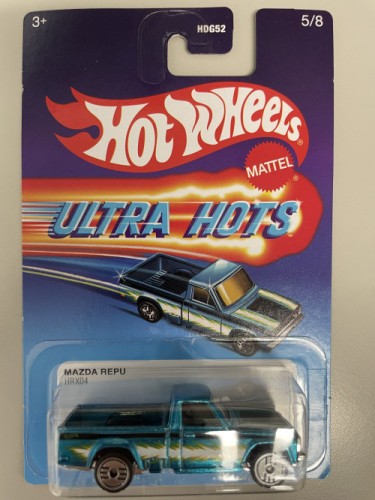 3+
HDG52
5/8
HOT WHEELS
MATTEL
ULTRA HOTS
MAZDA REPU
HRX04